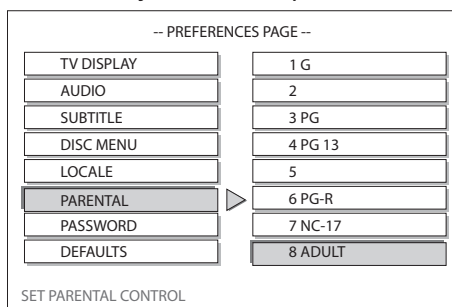 -- PREFERENCES PAGE --
TV DISPLAY
AUDIO
SUBTITLE
DISC MENU
LOCALE
PARENTAL
PASSWORD
DEFAULTS
1 G
2
3 PG
4 PG 13
5
6 PG-R
7 NC-17
8 ADULT
SET PARENTAL CONTROL